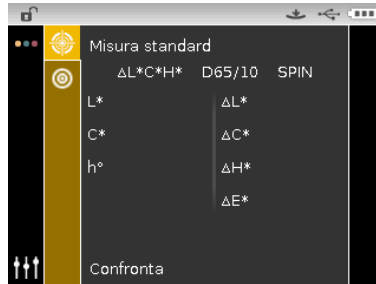 Misura standard
ΔL*C*H* D65/10 SPIN
L* ΔL*
C* ΔC*
h° ΔH*
ΔE*
Confronta